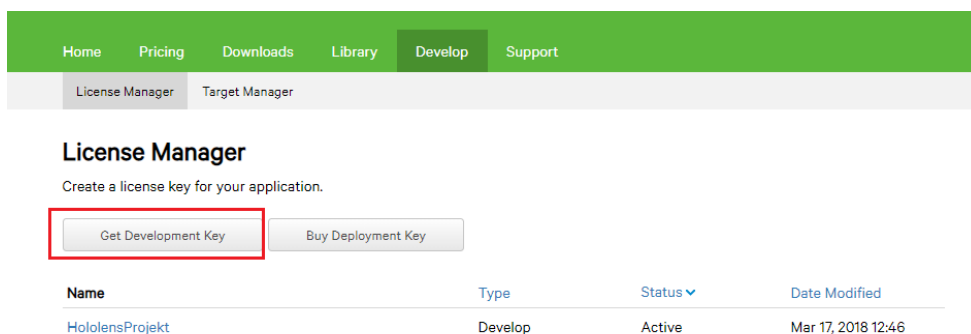 Home Pricing Downloads Library Develop Support
License Manager Target Manager
License Manager
Create a license key for your application.
Get Development Key Buy Deployment Key
Name Type Status Date Modified
HololensProjekt Develop Active Mar 17, 2018 12:46